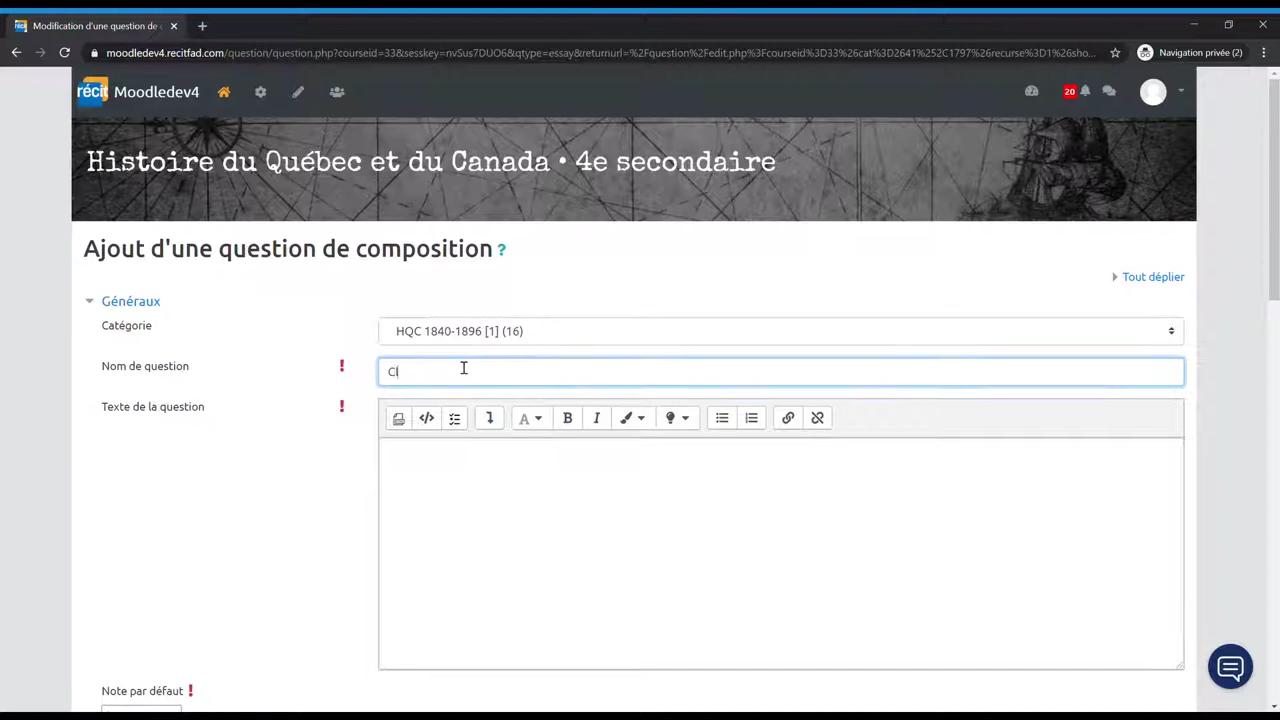 Modification d'une question de
moodledev4.recitfad.com/question/question.php?courseid=33&sesskey=nvSus7DUO6&qtype=essay&returnurl=%2Fquestion%2Fedit.php%3Fcourseid%3D33%26cat%3D2641%252C1797%26recurse%3D1%26sho...
Navigation privée (2)
récit Moodledev4
20
Histoire du Québec et du Canada • 4e secondaire
Ajout d'une question de composition ?
Tout déplier
Généraux
Catégorie
HQC 1840-1896 [1] (16)
Nom de question !
Cl
Texte de la question !
A B I
Note par défaut !